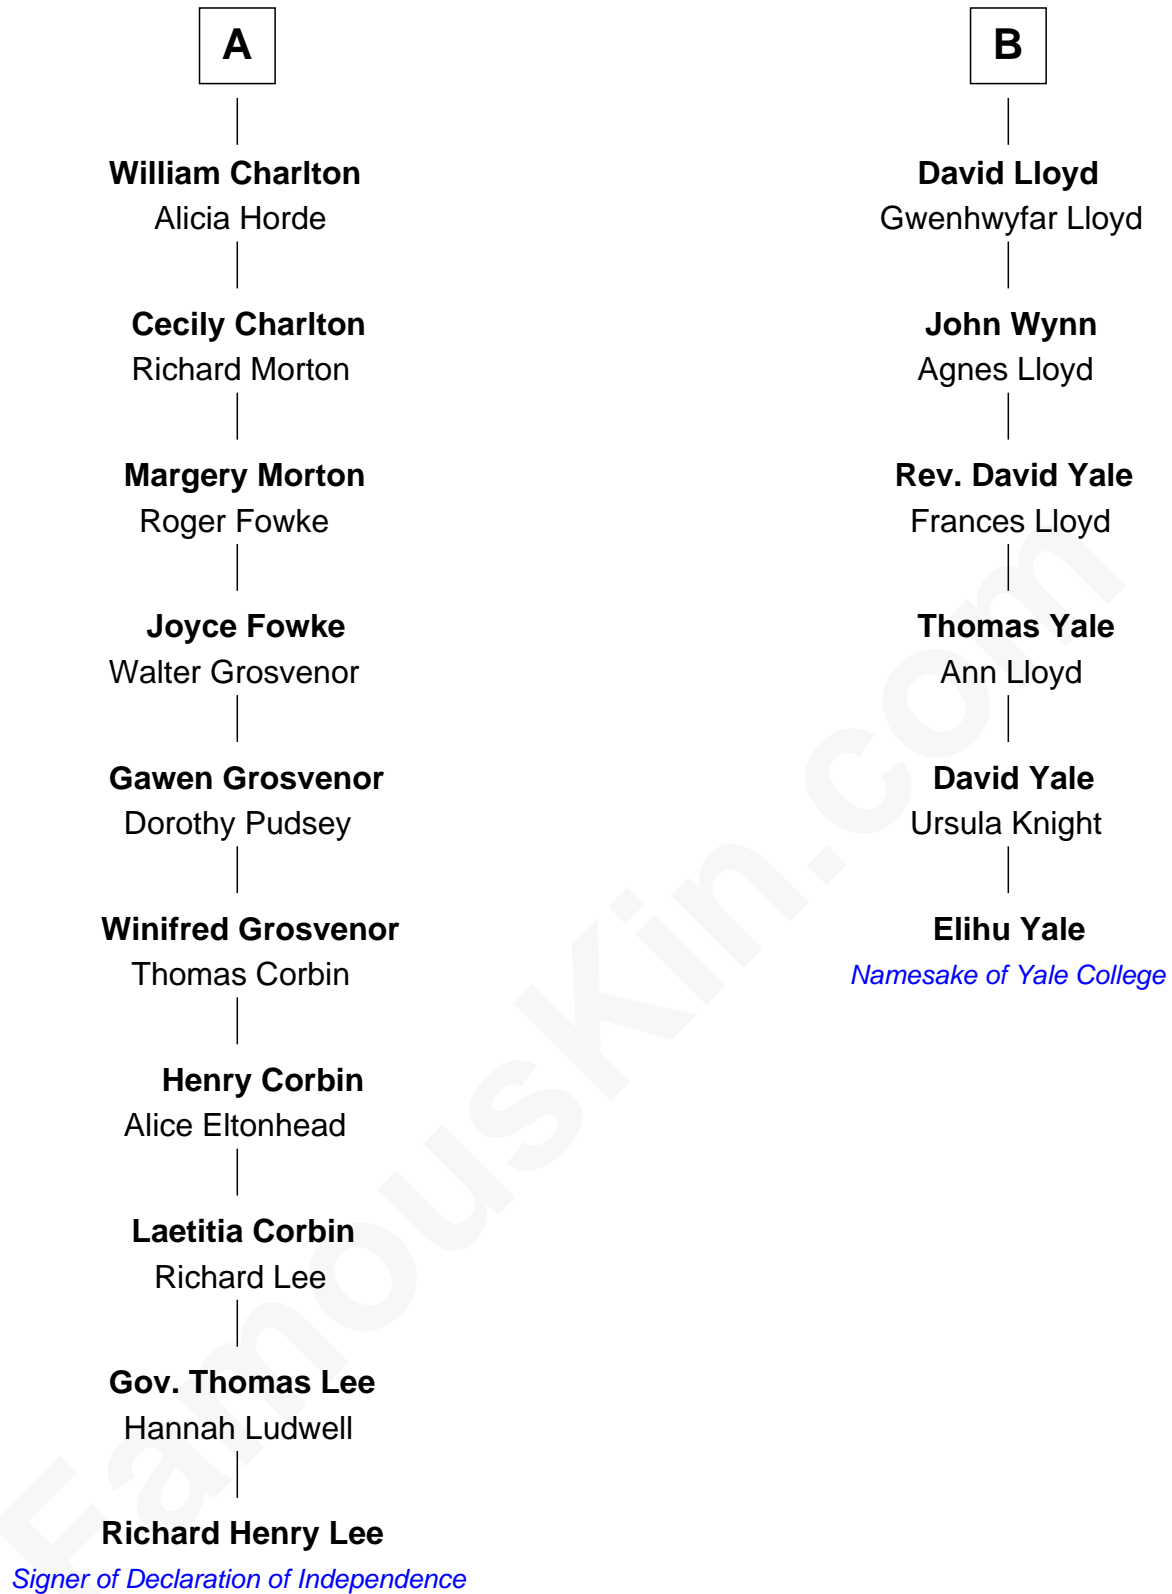 A
William Charlton
Alicia Horde
Cecily Charlton
Richard Morton
Margery Morton
Roger Fowke
Joyce Fowke
Walter Grosvenor
Gawen Grosvenor
Dorothy Pudsey
Winifred Grosvenor
Thomas Corbin
Henry Corbin
Alice Eltonhead
Laetitia Corbin
Richard Lee
Gov. Thomas Lee
Hannah Ludwell
Richard Henry Lee
Signer of Declaration of Independence
B
David Lloyd
Gwenhwyfar Lloyd
John Wynn
Agnes Lloyd
Rev. David Yale
Frances Lloyd
Thomas Yale
Ann Lloyd
David Yale
Ursula Knight
Elihu Yale
Namesake of Yale College
FamousKin.com